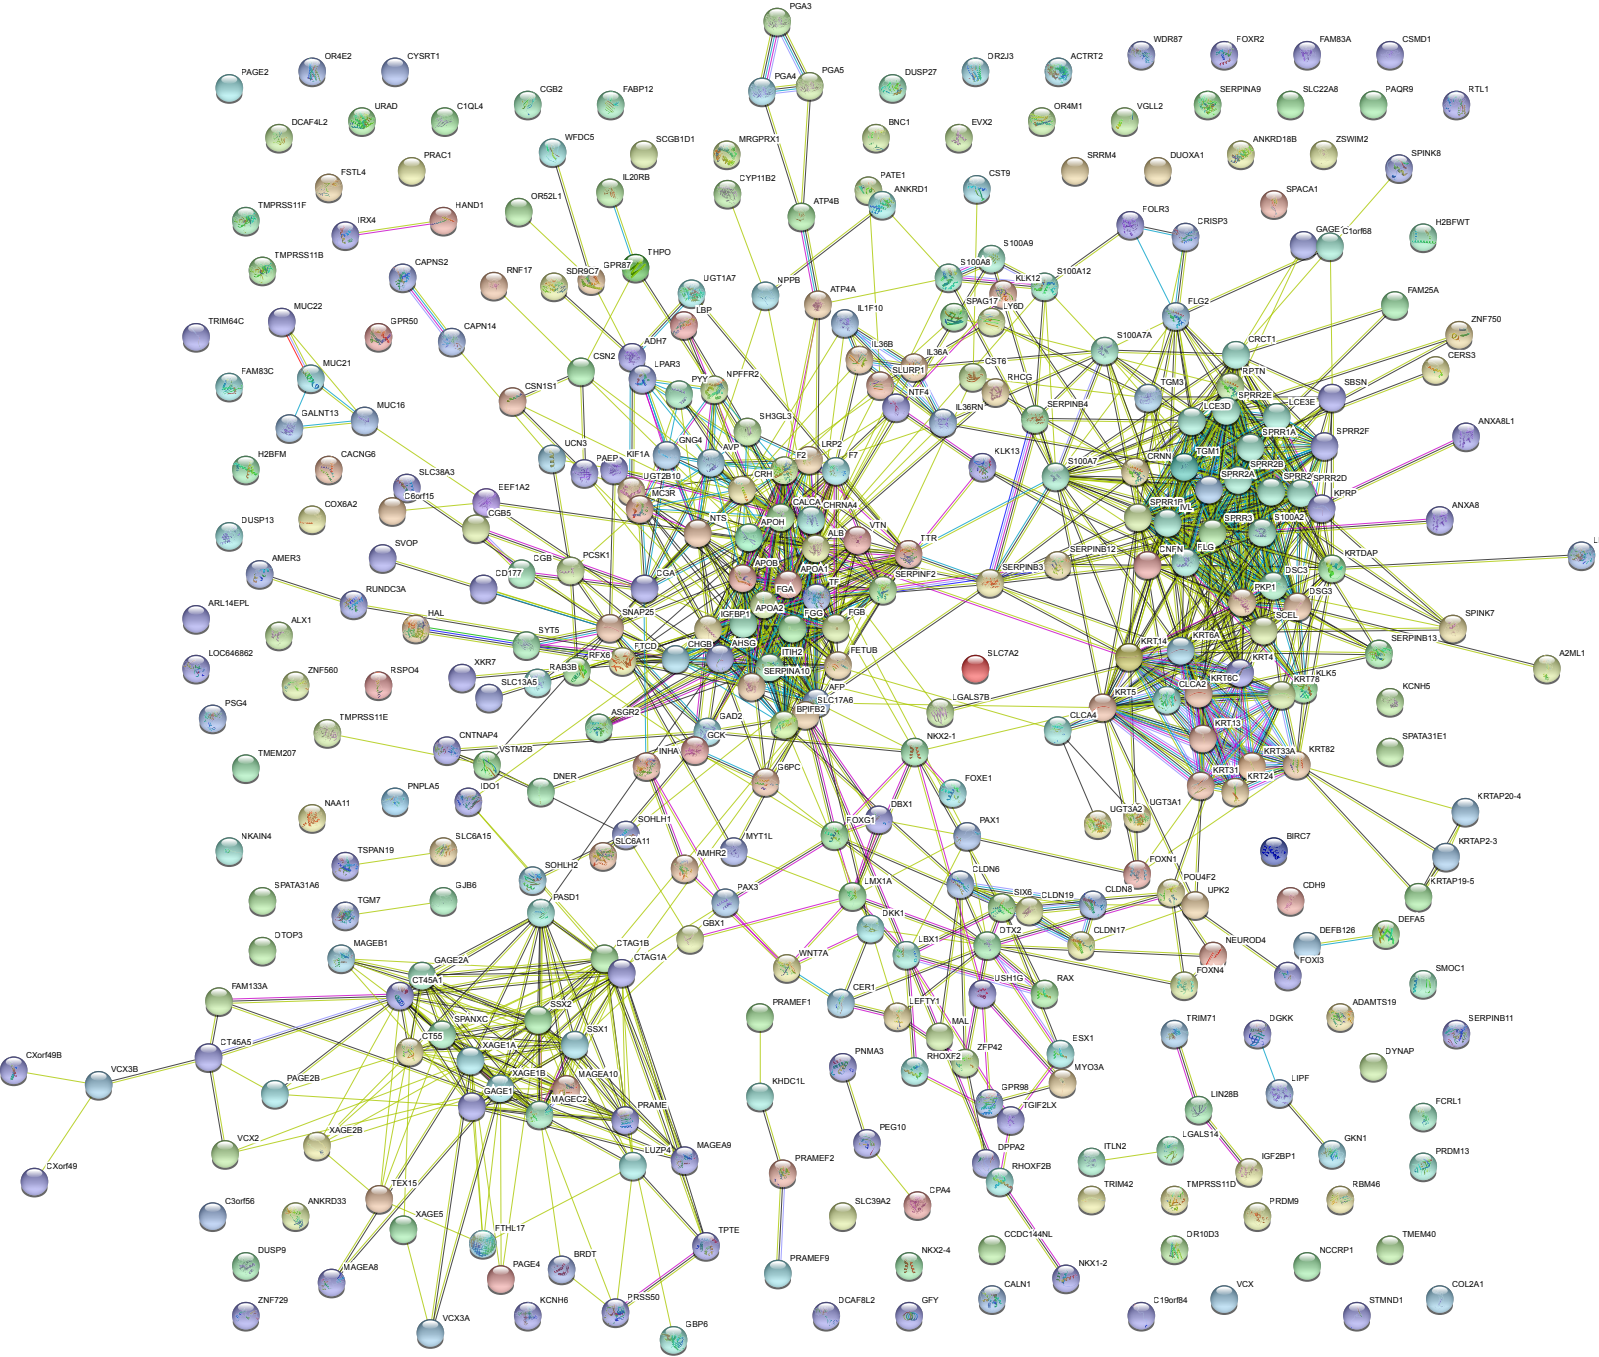 PGA3
PGA4
PGA5
OR4E2
CYSRT1
PAGE2
URAD
C1QL4
CGB2
FABP12
DCAF4L2
PRAC1
WFDC5
SCGB1D1
MRGPRX1
DUSP27
OR2J3
ACTRT2
WDR87
FOXR2
FAM83A
CSMD1
BNC1
EVX2
OR4M1
VGLL2
SERPINA9
SLC22A8
PAQR9
RTL1
SRRM4
DUOXA1
ANKRD18B
ZSWIM2
SPINK8
FSTL4
TMPRSS11F
IRX4
HAND1
OR52L1
IL20RB
CYP11B2
PATE1
ANKRD1
CST9
ATP4B
SPACA1
FOLR3
CRISP3
C1orf68
H2BFWT
TMPRSS11B
CAPNS2
RNF17
SDR9C7
GPR87
THPO
UGT1A7
NPPB
ATP4A
S100A8
S100A9
KLK12
S100A12
SPAG17
LY6D
FLG2
FAM25A
MUC22
TRIM64C
GPR50
CAPN14
LBP
ADH7
IL1F10
IL36B
IL36A
S100A7A
CRCT1
ZNF750
CERS3
FAM83C
MUC21
GALNT13
MUC16
CSN2
CSN1S1
LPAR3
PYY
NPFFR2
SLURP1
NTF4
IL36RN
CST6
RHCG
SERPINB4
TGM3
RPTN
SPRR2E
LCE3D
LCE3E
SBSN
SPRR2F
ANXA8L1
H2BFM
CACNG6
SLC38A3
C6orf15
EEF1A2
UCN3
PAEP
KIF1A
GNG4
AVP
SH3GL3
F2
LRP2
F7
KLK13
S100A7
CRNN
TGM1
SPRR1A
SPRR2B
SPRR2A
SPRR2D
KPRP
ANXA8
COX6A2
DUSP13
CGB5
UGT2B10
MC3R
CRH
CALCA
CHRNA4
SPRR1B
IVL
SPRR3
S100A2
AMER3
SVOP
CGB
CD177
PCSK1
NTS
APOH
ALB
VTN
TTR
SERPINB12
SERPINB3
CNFN
FLG
DSC3
KRTDAP
RUNDC3A
CGA
APOB
APOA1
FGA
TF
SERPINF2
PKP1
DSG3
SCEL
SPINK7
ARL14EPL
ALX1
HAL
SYT5
SNAP25
IGFBP1
APOA2
FGG
FGB
KRT14
KRT6A
KRT4
SERPINB13
A2ML1
LOC646862
ZNF560
RSPO4
XKR7
SLC13A5
RAB3B
RFX6
FTCD
CHGB
AHSG
ITIH2
FETUB
SERPINA10
AFP
SLC7A2
KRT5
CLCA2
KRT6C
KRT78
KLK5
KCNH5
PSG4
TMPRSS11E
ASGR2
GAD2
BPIFB2
SLC17A6
LGALS7B
CLCA4
KRT13
KRT33A
KRT82
SPATA31E1
TMEM207
CNTNAP4
VSTM2B
INHA
GCK
G6PC
NKX2-1
KRT31
KRT24
PNPLA5
IDO1
DNER
FOXE1
UGT3A2
UGT3A1
KRTAP20-4
NAA11
NKAIN4
SLC6A15
TSPAN19
SOHLH1
SLC6A11
MYT1L
FOXG1
DBX1
PAX1
FOXN1
BIRC7
KRTAP2-3
SPATA31A6
TGM7
GJB6
SOHLH2
AMHR2
PAX3
LMX1A
CLDN6
SIX6
CLDN19
CLDN8
POU4F2
UPK2
CDH9
KRTAP19-5
OTOP3
MAGEB1
PASD1
GBX1
DKK1
LBX1
DTX2
CLDN17
NEUROD4
DEFB126
DEFA5
GAGE2A
CT45A1
CTAG1B
CTAG1A
WNT7A
CER1
USH1G
RAX
FOXN4
FOXI3
SMOC1
FAM133A
SPANXC
SSX2
SSX1
PRAMEF1
LEFTY1
MAL
ADAMTS19
SERPINB11
CT45A5
CT55
XAGE1A
XAGE1B
MAGEA10
PNMA3
RHOXF2
ZFP42
ESX1
MYO3A
TRIM71
DGKK
DYNAP
CXorf49B
VCX3B
PAGE2B
GAGE1
MAGEC2
PRAME
KHDC1L
GPR98
TGIF2LX
LIN28B
LIPF
FCRL1
VCX2
XAGE2B
LUZP4
MAGEA9
PEG10
DPPA2
ITLN2
LGALS14
IGF2BP1
GKN1
PRDM13
CXorf49
TEX15
PRAMEF2
CPA4
RHOXF2B
TRIM42
TMPRSS11D
PRDM9
RBM46
C3orf56
ANKRD33
XAGE5
FTHL17
TPTE
SLC39A2
DUSP9
MAGEA8
PAGE4
BRDT
PRAMEF9
NKX2-4
CCDC144NL
NKX1-2
OR10D3
NCCRP1
TMEM40
ZNF729
VCX3A
KCNH6
PRSS50
GBP6
DCAF8L2
GFY
CALN1
C19orf84
VCX
STMND1
COL2A1